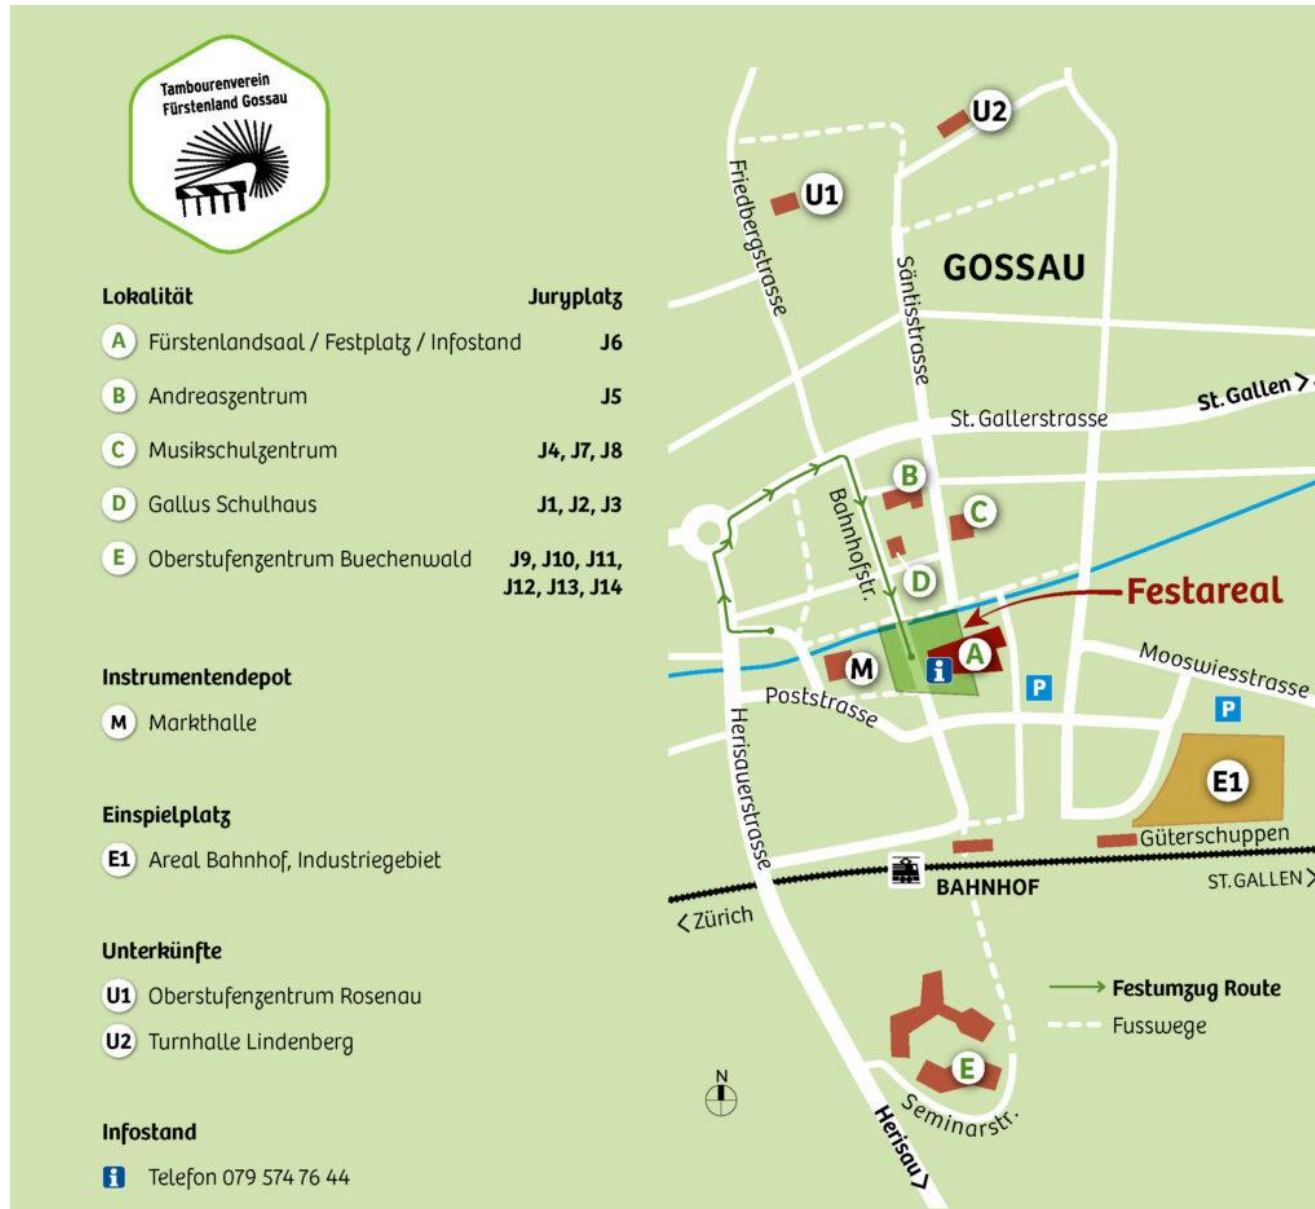 Tambourenverein
Fürstenland Gossau
Lokalität Juryplatz
A Fürstenlandsaal / Festplatz / Infostand J6
B Andreaszentrum J5
C Musikschulzentrum J4, J7, J8
D Gallus Schulhaus J1, J2, J3
E Oberstufenzentrum Buechenwald J9, J10, J11,
J12, J13, J14
Instrumentendepot
M Markthalle
Einspielplatz
E1 Areal Bahnhof, Industriegebiet
Unterkünfte
U1 Oberstufenzentrum Rosenau
U2 Turnhalle Lindenberg
Infostand
i Telefon 079 574 76 44
U2
U1
Friedbergstrasse
GOSSAU
Säntisstrasse
St. Gallen >
St. Gallerstrasse
B
Bahnhofstr.
C
D
Festareal
A
i
M
Mooswiesstrasse
P
P
Poststrasse
Herisauerstrasse
E1
Güterschuppen
BAHNHOF
ST. GALLEN >
< Zürich
Festumzug Route
Fusswege
E
N
Seminarstr.
Herisau >